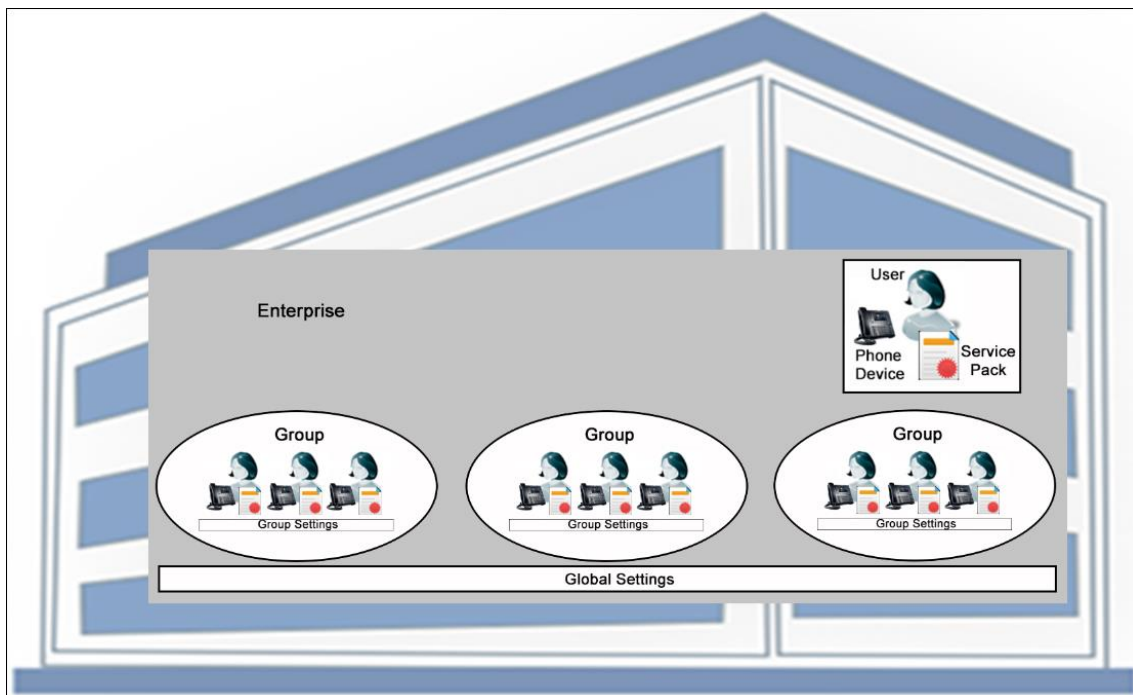 Enterprise
User
Phone
Device
Service
Pack
Group
Group Settings
Group
Group Settings
Group
Group Settings
Global Settings